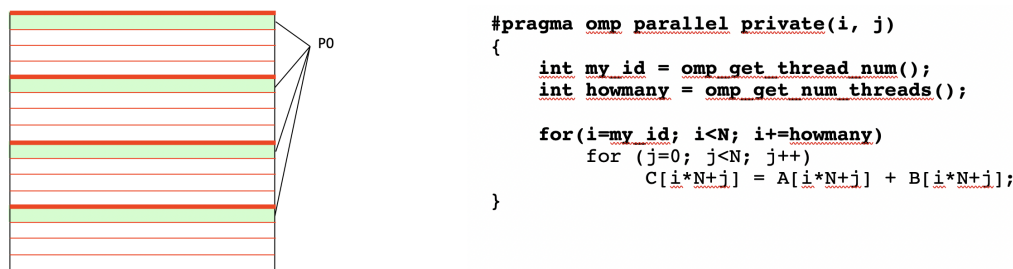 P0
#pragma omp parallel private(i, j)
{
    int my_id = omp_get_thread_num();
    int howmany = omp_get_num_threads();

    for(i=my_id; i<N; i+=howmany)
        for (j=0; j<N; j++)
            C[i*N+j] = A[i*N+j] + B[i*N+j];
}